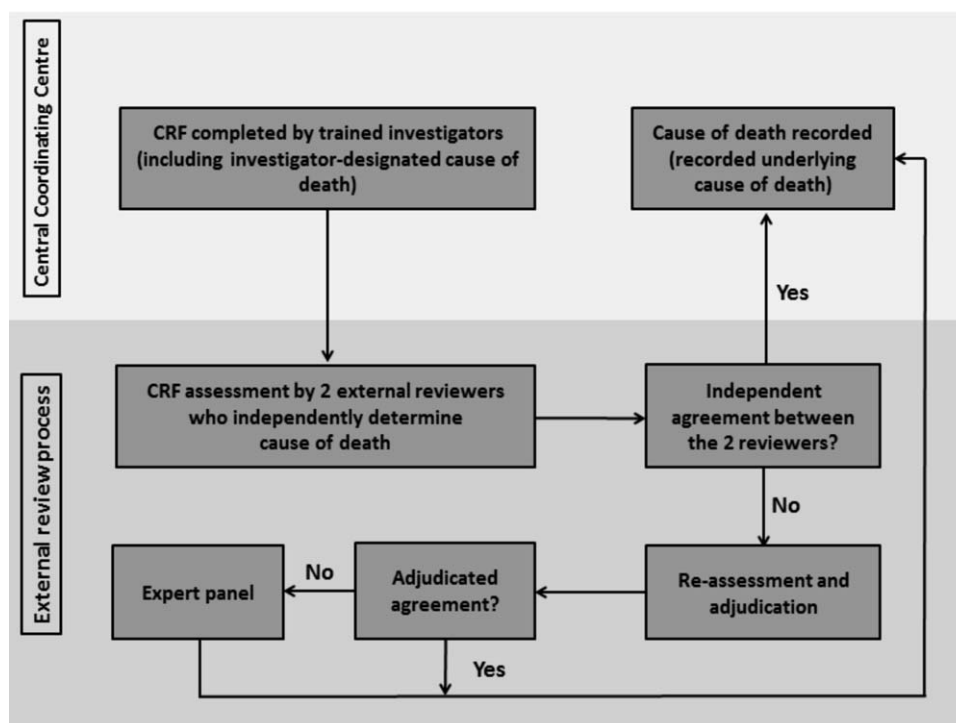 Central Coordinating Centre
CRF completed by trained investigators
(including investigator-designated cause of
death)
Cause of death recorded
(recorded underlying
cause of death)
Yes
External review process
CRF assessment by 2 external reviewers
who independently determine
cause of death
Independent
agreement between
the 2 reviewers?
No
Expert panel
No
Adjudicated
agreement?
Re-assessment and
adjudication
Yes